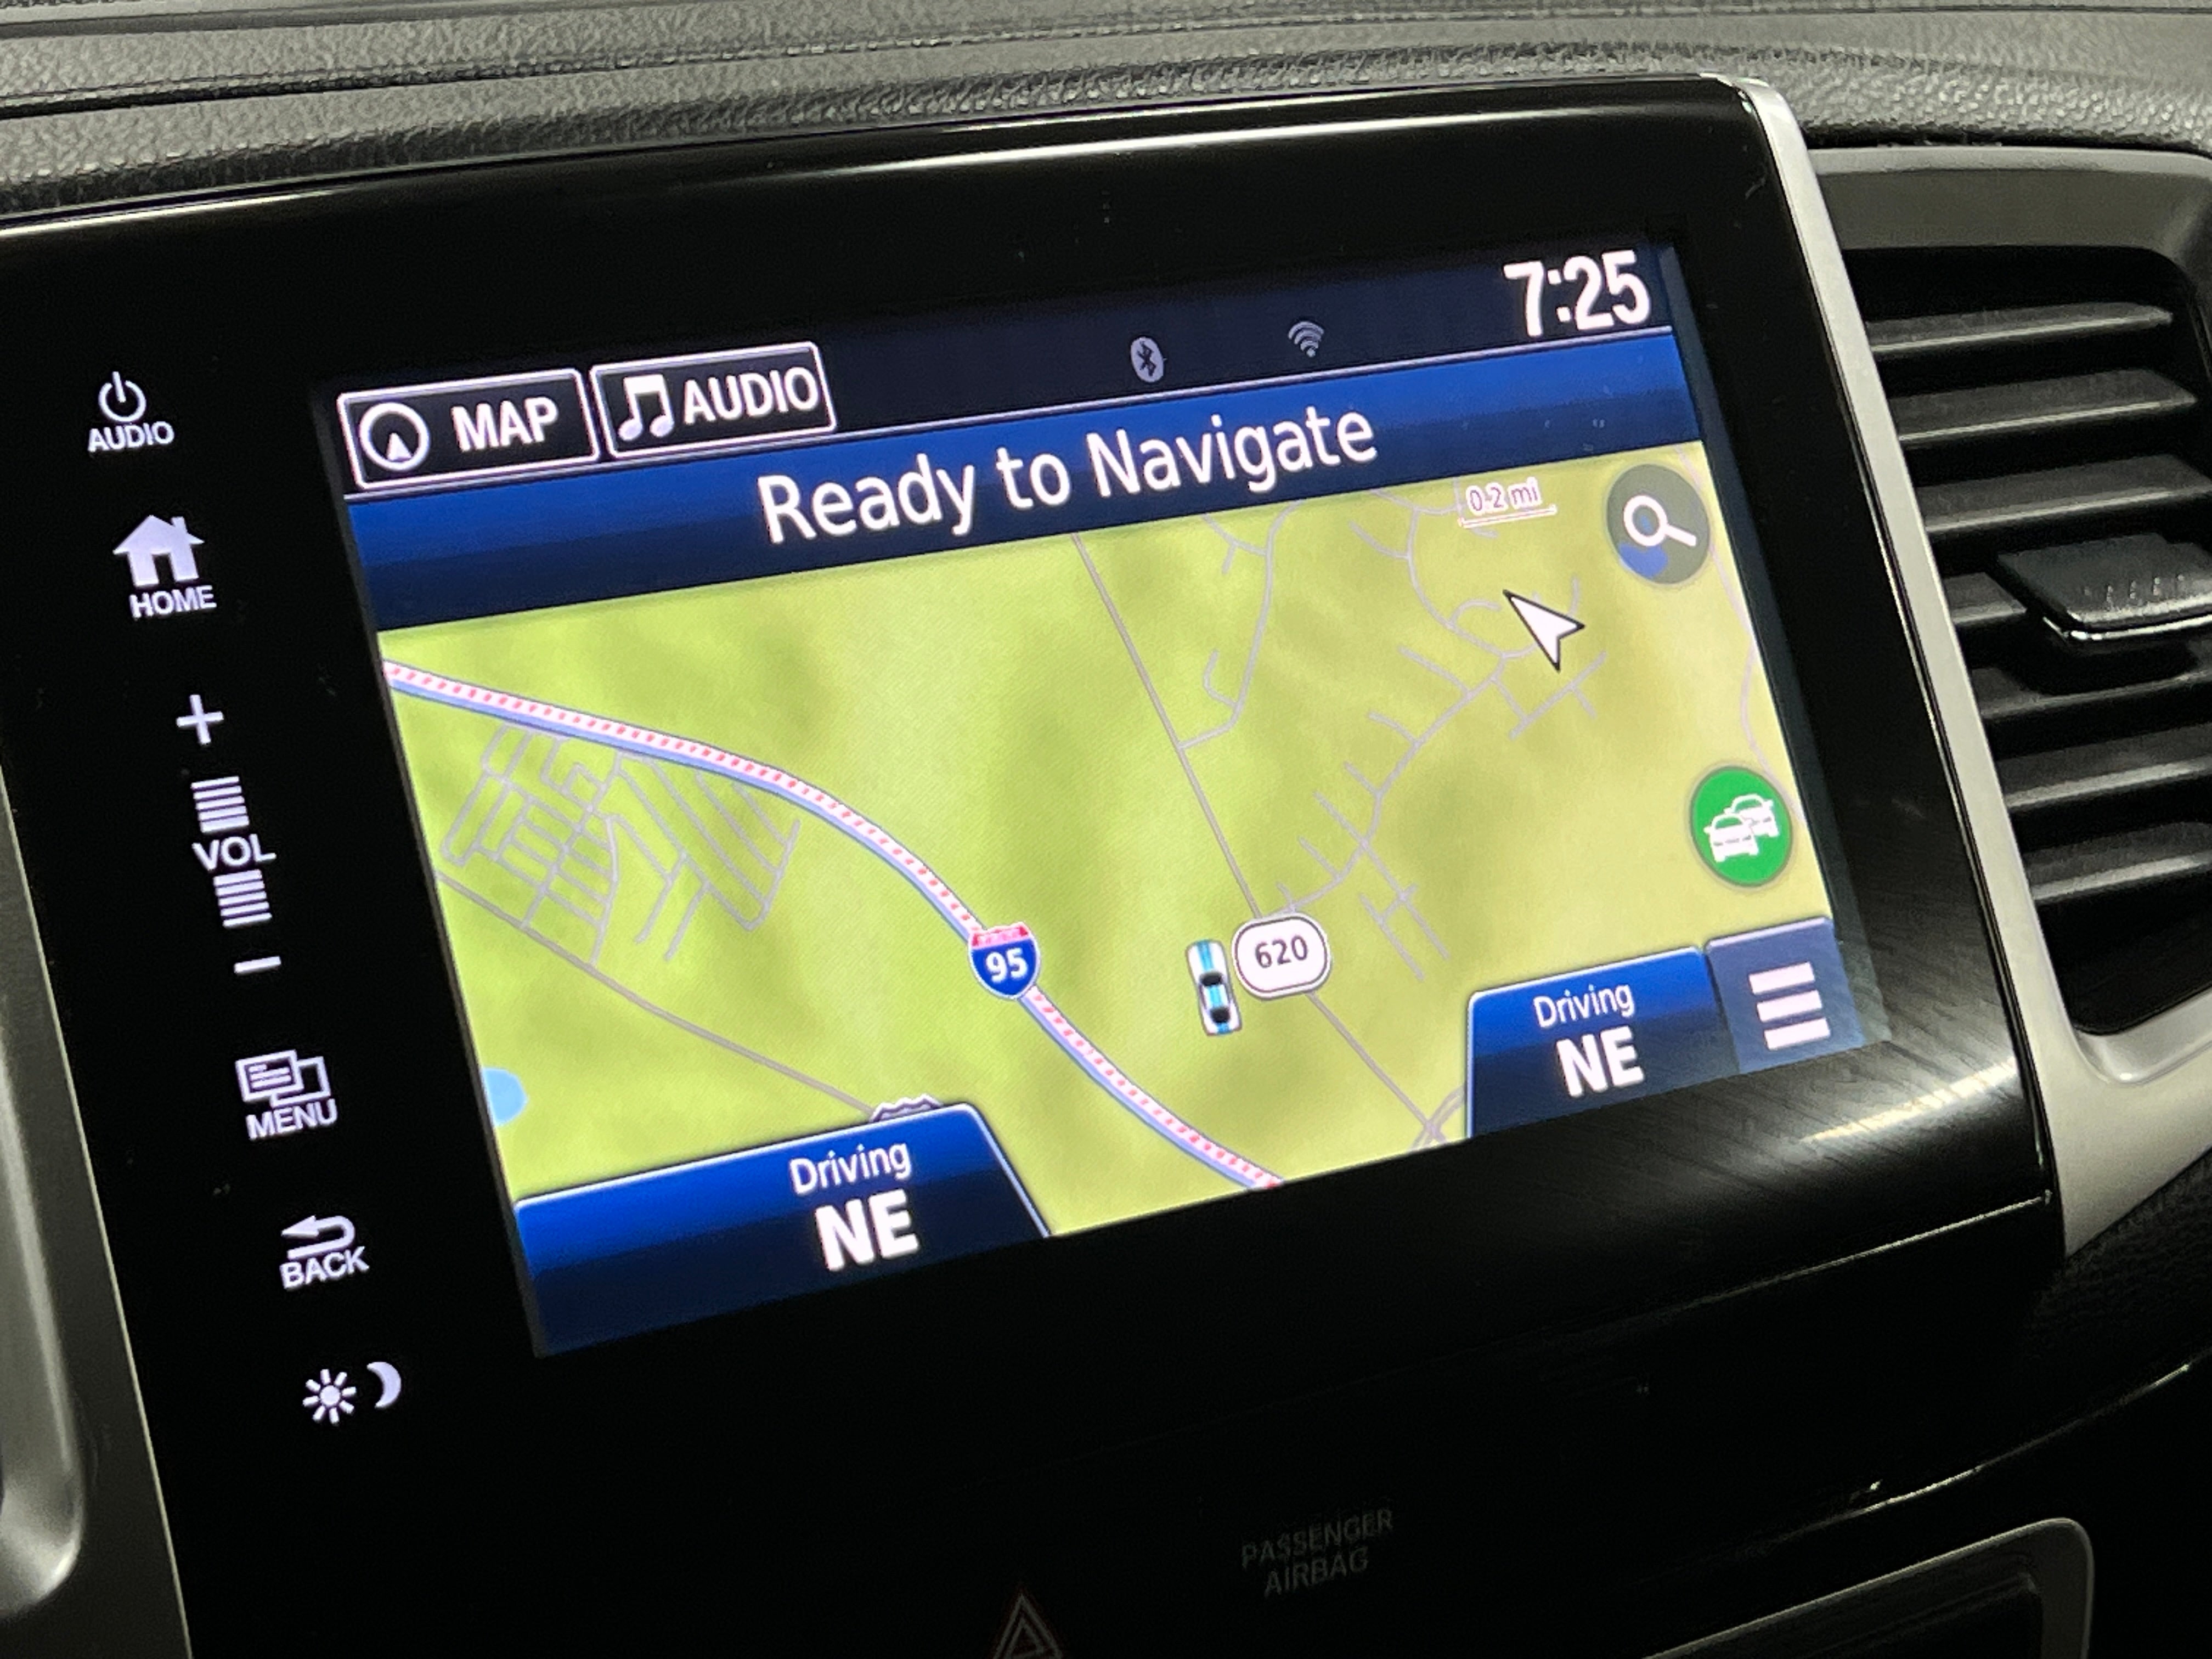 7:25
MAP
AUDIO
Ready to Navigate
0.2 mi
AUDIO
HOME
+
VOL
-
MENU
BACK
95
620
Driving
NE
Driving
NE
PASSENGER
AIRBAG